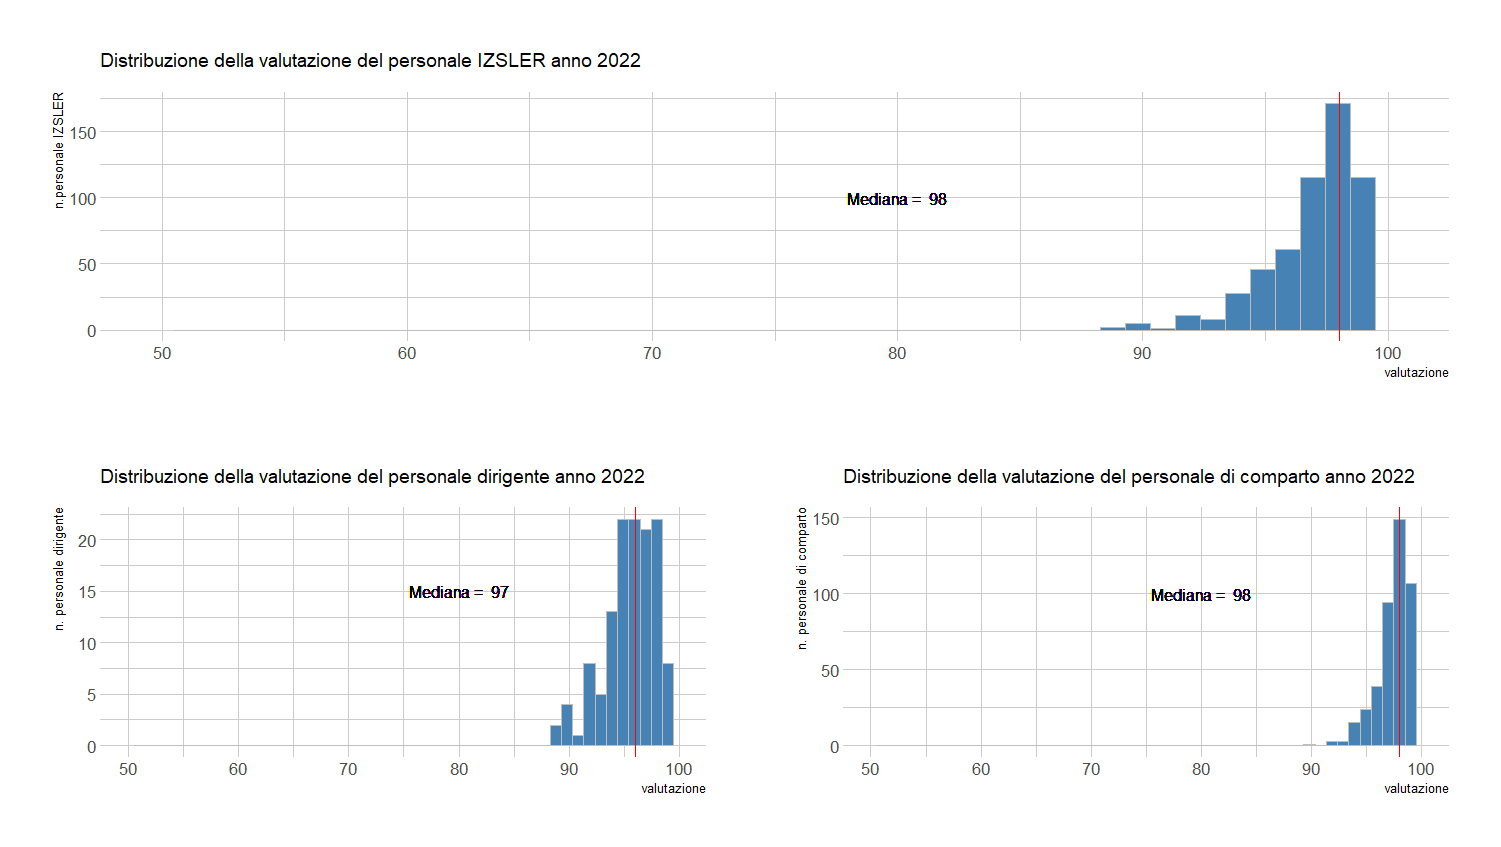 Distribuzione della valutazione del personale IZSLER anno 2022
n.personale IZSLER
150
100
50
0
Mediana = 98
50 60 70 80 90 100
valutazione
Distribuzione della valutazione del personale dirigente anno 2022
n. personale dirigente
20
15
10
5
0
Mediana = 97
50 60 70 80 90 100
valutazione
Distribuzione della valutazione del personale di comparto anno 2022
n. personale di comparto
150
100
50
0
Mediana = 98
50 60 70 80 90 100
valutazione